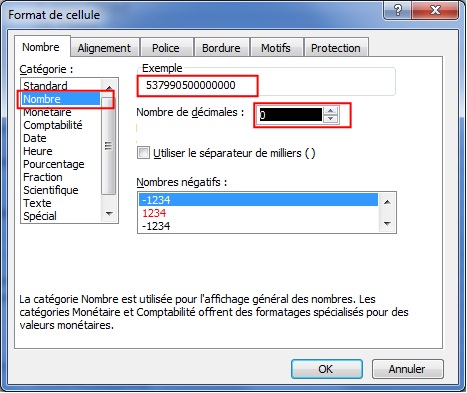 Format de cellule
?
Nombre Alignement Police Bordure Motifs Protection
Catégorie :
Standard
Nombre
Monétaire
Comptabilité
Date
Heure
Pourcentage
Fraction
Scientifique
Texte
Spécial
Exemple
537990500000000
Nombre de décimales : 0
Utiliser le séparateur de milliers ( )
Nombres négatifs :
-1234
1234
-1234
La catégorie Nombre est utilisée pour l'affichage général des nombres. Les
catégories Monétaire et Comptabilité offrent des formatages spécialisés pour des
valeurs monétaires.
OK Annuler